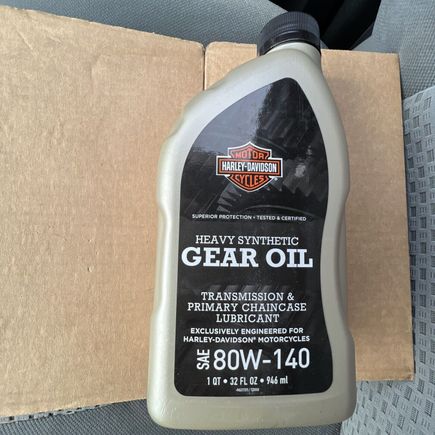 MOTOR
HARLEY-DAVIDSON
CYCLES
SUPERIOR PROTECTION • TESTED & CERTIFIED
HEAVY SYNTHETIC
GEAR OIL
TRANSMISSION &
PRIMARY CHAINCASE
LUBRICANT
EXCLUSIVELY ENGINEERED FOR
HARLEY-DAVIDSON® MOTORCYCLES
SAE 80W-140
1 QT • 32 FL OZ • 946 ml